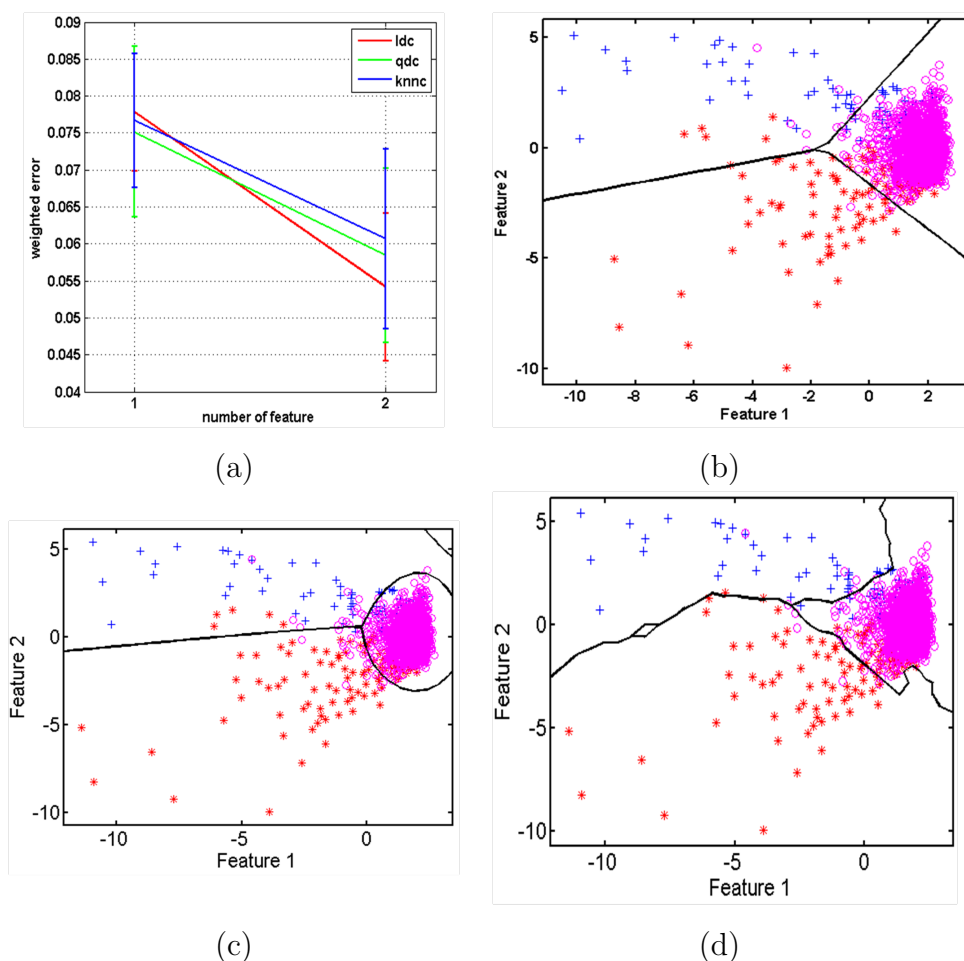 0.09
0.085
0.08
0.075
0.07
0.065
0.06
0.055
0.05
0.045
0.04
weighted error
ldc
qdc
knnc
1
2
number of feature
(a)
5
0
-5
-10
Feature 2
-10
-8
-6
-4
-2
0
2
Feature 1
(b)
5
0
-5
-10
Feature 2
-10
-5
0
Feature 1
(c)
5
0
-5
-10
Feature 2
-10
-5
0
Feature 1
(d)